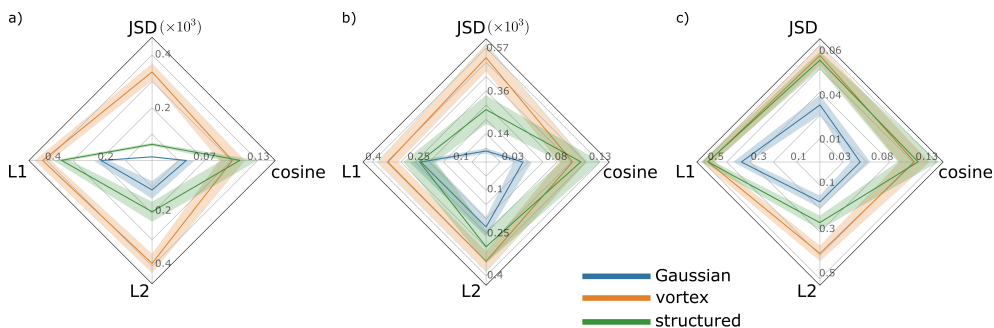 a)
JSD(×10³)
0.4
0.2
0.4
0.2
0.07
0.13
L1
cosine
0.2
0.4
L2
b)
JSD(×10³)
0.57
0.36
0.14
0.4
0.25
0.1
0.03
0.08
0.13
L1
cosine
0.1
0.25
0.4
L2
c)
JSD
0.06
0.04
0.01
0.5
0.3
0.1
0.03
0.08
0.13
L1
cosine
0.1
0.3
0.5
L2
Gaussian
vortex
structured